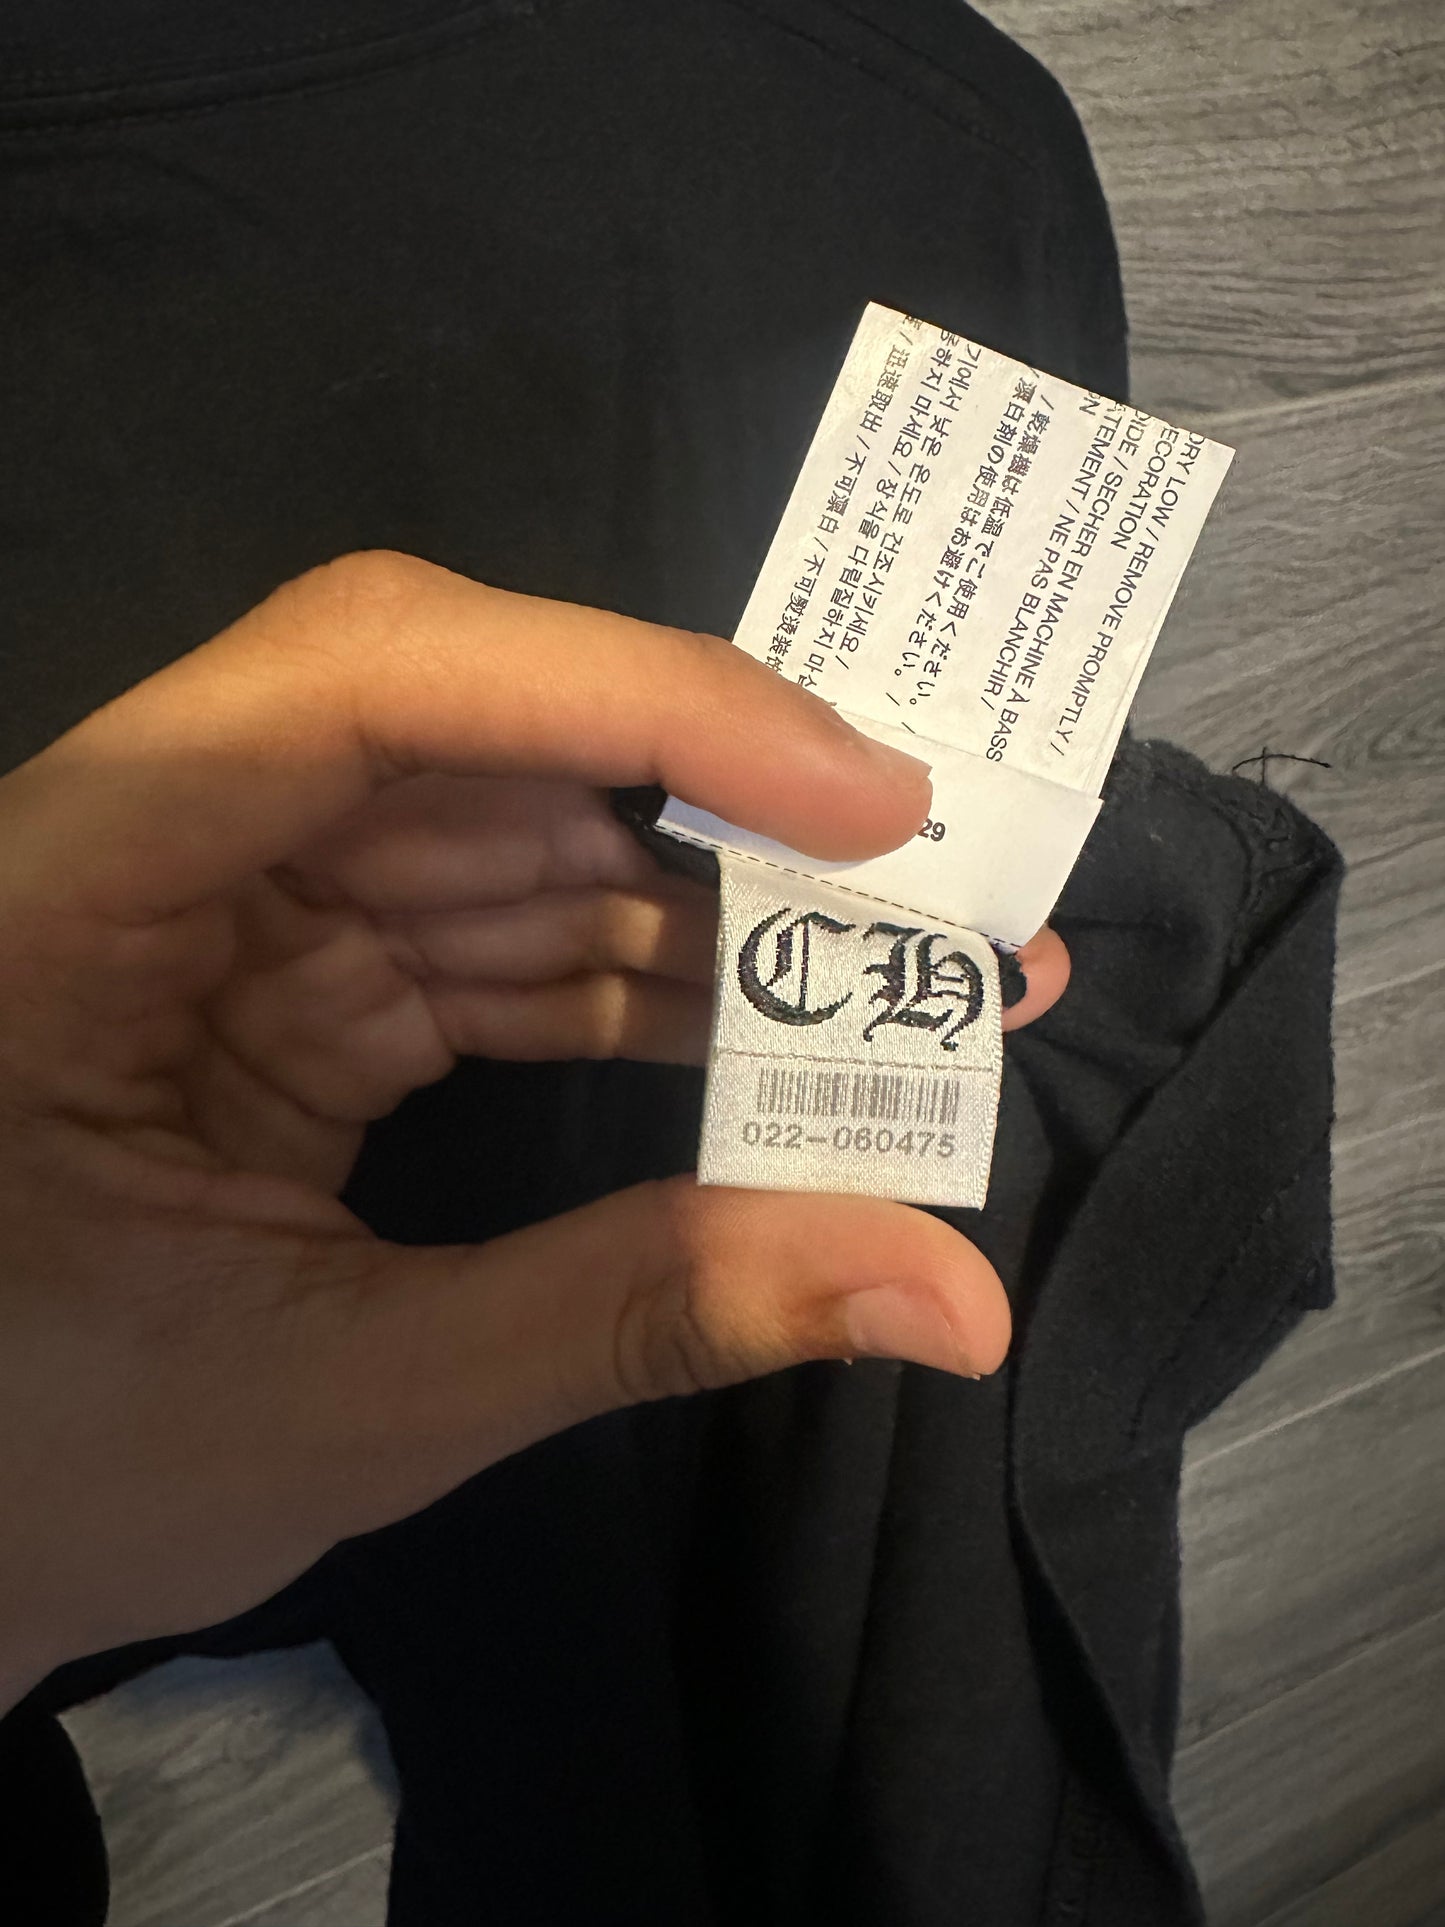 DRY LOW / REMOVE PROMPTLY /
ECORATION
/ SECHER EN MACHINE À BASS
TEMENT / NE PAS BLANCHIR /
/ 乾燥機は低温でご使用ください。 /
/ 漂白剤の使用はお避けください。 /
기에서 낮은 온도로 건조시키세요 /
하지 마세요 / 장식을 다림질하지 마
/ 迅速取出 / 不可漂白 / 不可熨燙裝
29
CH
022-060475